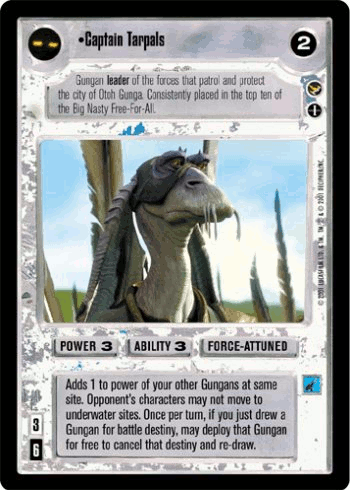 •Captain Tarpals
2
Gungan leader of the forces that patrol and protect
the city of Otoh Gunga. Consistently placed in the top ten of
the Big Nasty Free-For-All.
POWER 3
ABILITY 3
FORCE-ATTUNED
Adds 1 to power of your other Gungans at same
site. Opponent's characters may not move to
underwater sites. Once per turn, if you just drew a
Gungan for battle destiny, may deploy that Gungan
for free to cancel that destiny and re-draw.
3
6